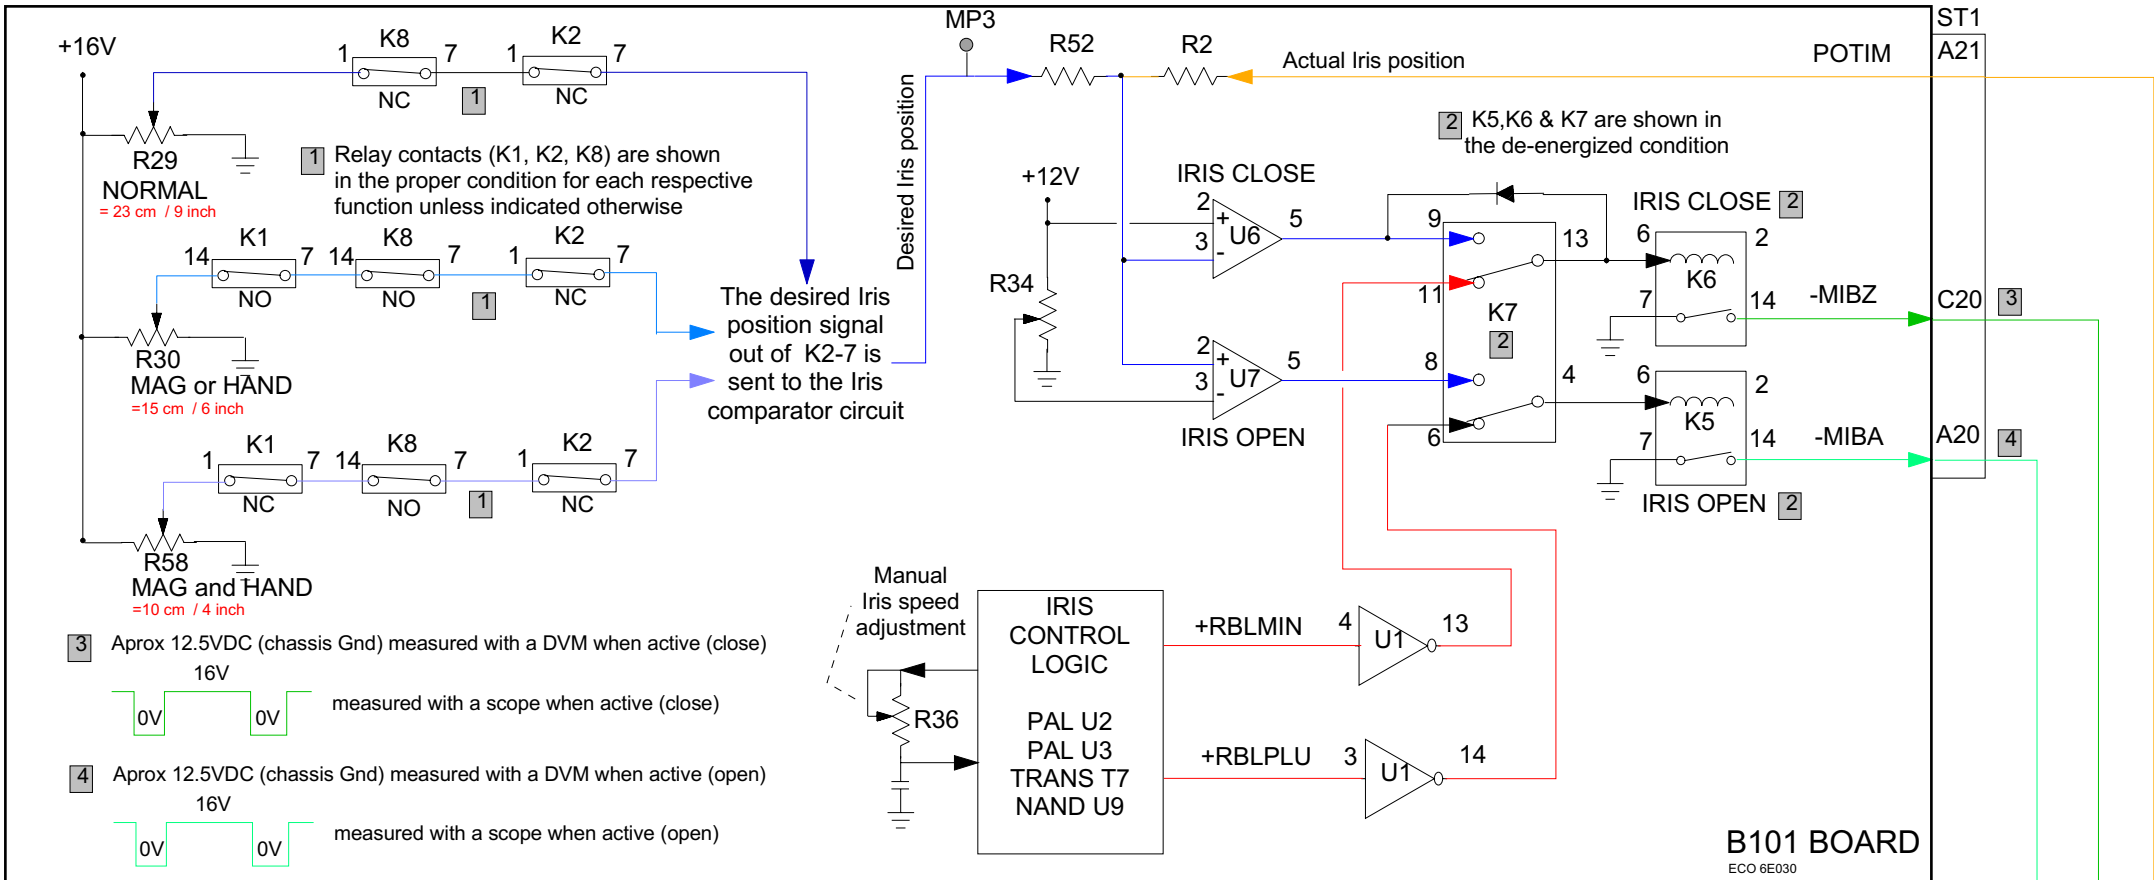 +16V
K8
1
7
NC
K2
1
7
NC
1
R29
NORMAL
= 23 cm / 9 inch
1
Relay contacts (K1, K2, K8) are shown
in the proper condition for each respective
function unless indicated otherwise
K1
14
7
NO
K8
14
7
NO
K2
1
7
NC
1
R30
MAG or HAND
=15 cm / 6 inch
K1
1
7
NC
K8
14
7
NO
K2
1
7
NC
1
R58
MAG and HAND
=10 cm / 4 inch
The desired Iris
position signal
out of K2-7 is
sent to the Iris
comparator circuit
Desired Iris position
MP3
R52
R2
Actual Iris position
POTIM
ST1
A21
2
K5,K6 & K7 are shown in
the de-energized condition
+12V
R34
IRIS CLOSE
2
+
3
-
U6
5
2
+
3
-
U7
5
IRIS OPEN
9
13
11
K7
2
8
4
6
IRIS CLOSE
2
6
2
K6
7
14
-MIBZ
C20
3
6
2
K5
7
14
-MIBA
A20
4
IRIS OPEN
2
Manual
Iris speed
adjustment
R36
IRIS
CONTROL
LOGIC
PAL U2
PAL U3
TRANS T7
NAND U9
+RBLMIN
4
U1
13
+RBLPLU
3
U1
14
3
Aprox 12.5VDC (chassis Gnd) measured with a DVM when active (close)
16V
0V
0V
measured with a scope when active (close)
4
Aprox 12.5VDC (chassis Gnd) measured with a DVM when active (open)
16V
0V
0V
measured with a scope when active (open)
B101 BOARD
ECO 6E030